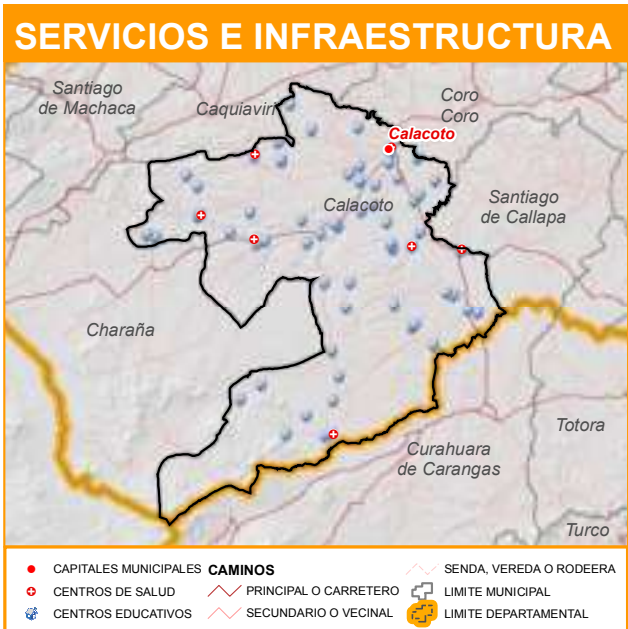 SERVICIOS E INFRAESTRUCTURA
Santiago
de Machaca
Caquiaviri
Coro
Coro
Calacoto
Calacoto
Santiago
de Callapa
Charaña
Totora
Curahuara
de Carangas
Turco
CAPITALES MUNICIPALES
CENTROS DE SALUD
CENTROS EDUCATIVOS
CAMINOS
PRINCIPAL O CARRETERO
SECUNDARIO O VECINAL
SENDA, VEREDA O RODEERA
LIMITE MUNICIPAL
LIMITE DEPARTAMENTAL